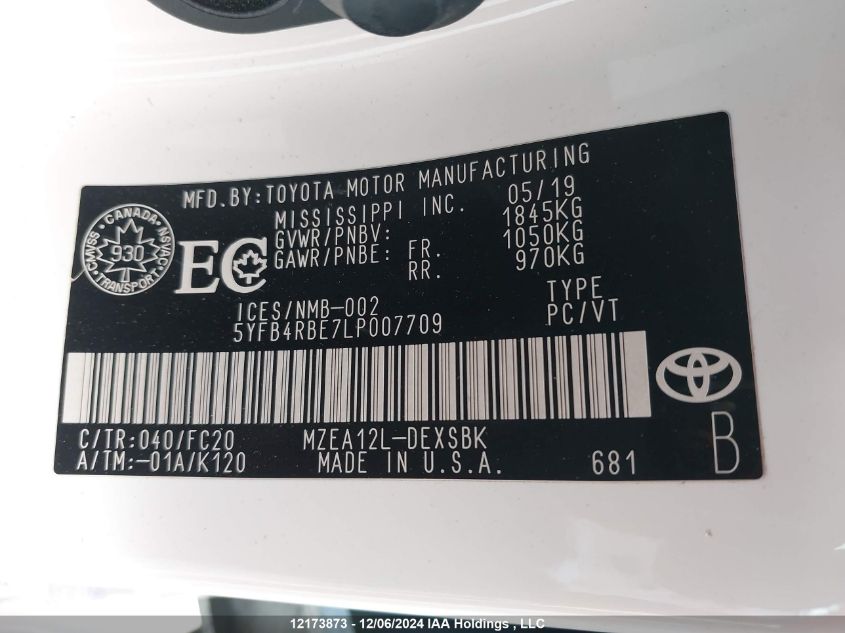 MFD.BY:TOYOTA MOTOR MANUFACTURING
MISSISSIPPI INC. 05/19
GVWR/PNBV: 1845KG
GAWR/PNBE: FR. 1050KG
RR. 970KG
CANADA
CMVSS 930 NSVAC
TRANSPORT
EC
ICES/NMB-002
TYPE
5YFB4RBE7LP007709
PC/VT
C/TR:040/FC20 MZEA12L-DEXSBK
A/TM:-01A/K120 MADE IN U.S.A. 681
B
12173873 - 12/06/2024 IAA Holdings , LLC